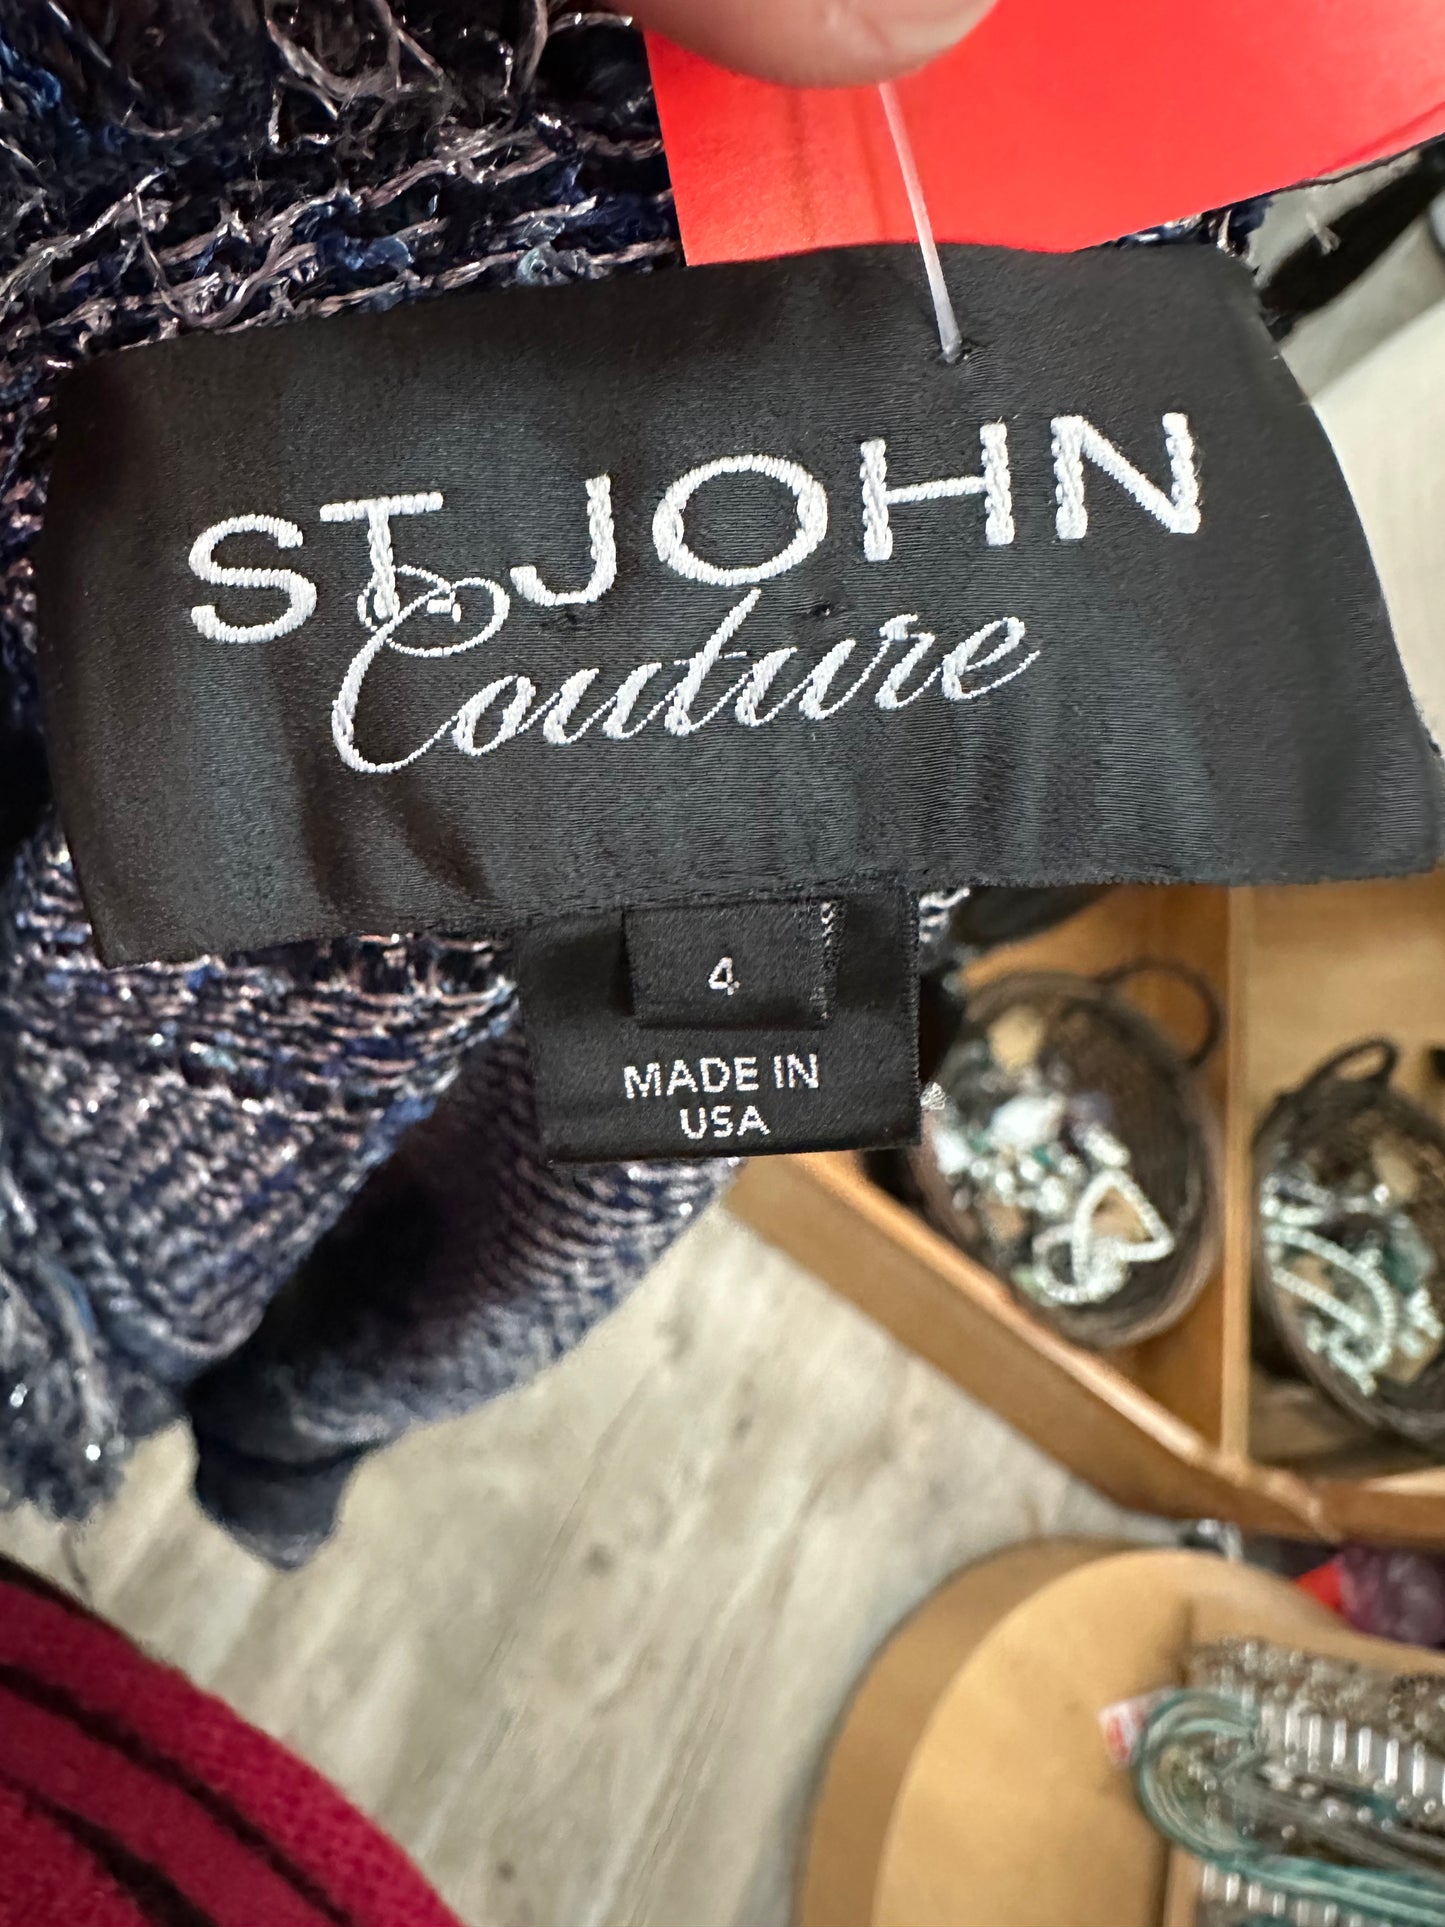 ST. JOHN
Couture
4
MADE IN
USA